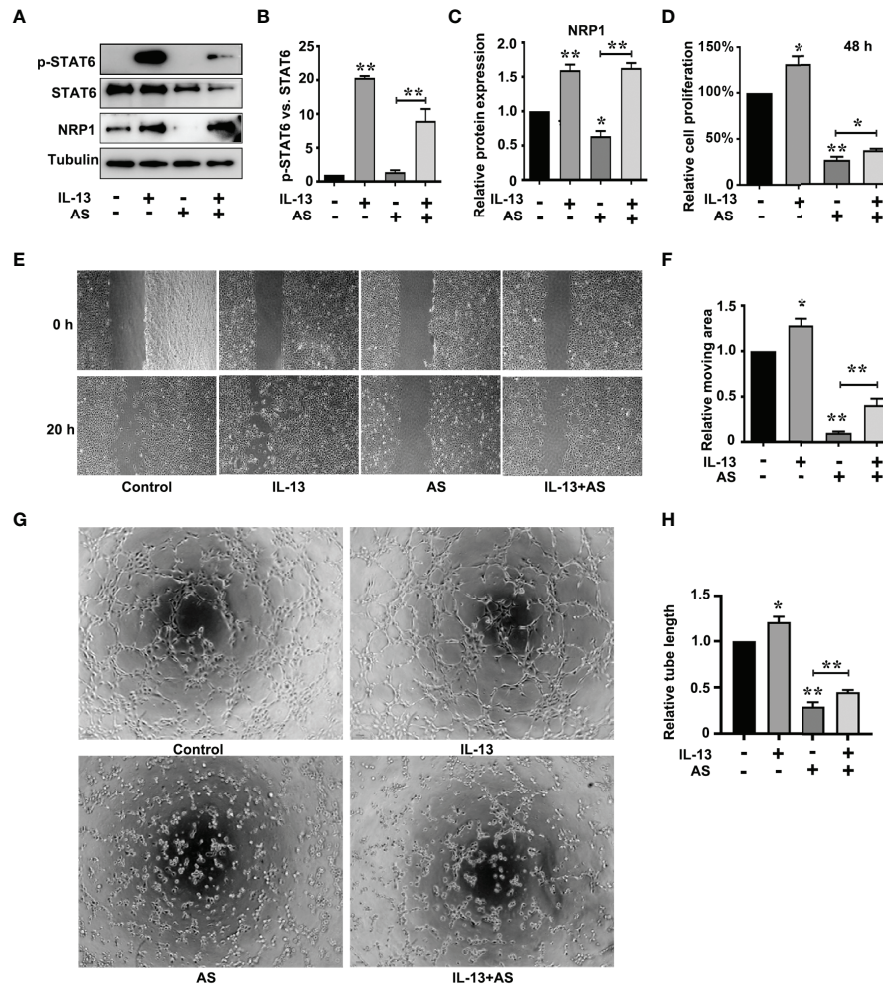 A
p-STAT6
STAT6
NRP1
Tubulin
IL-13 - + - +
AS - - + +
B
p-STAT6 vs. STAT6
25
20
15
10
5
0
**
**
IL-13 - + - +
AS - - + +
C
NRP1
Relative protein expression
2.0
1.5
1.0
0.5
0
**
*
**
IL-13 - + - +
AS - - + +
D
48 h
Relative cell proliferation
150%
100%
50%
0
*
**
*
IL-13 - + - +
AS - - + +
E
0 h
20 h
Control IL-13 AS IL-13+AS
F
Relative moving area
1.5
1.0
0.5
0
*
**
**
IL-13 - + - +
AS - - + +
G
Control IL-13
AS IL-13+AS
H
Relative tube length
1.5
1.0
0.5
0
*
**
**
IL-13 - + - +
AS - - + +